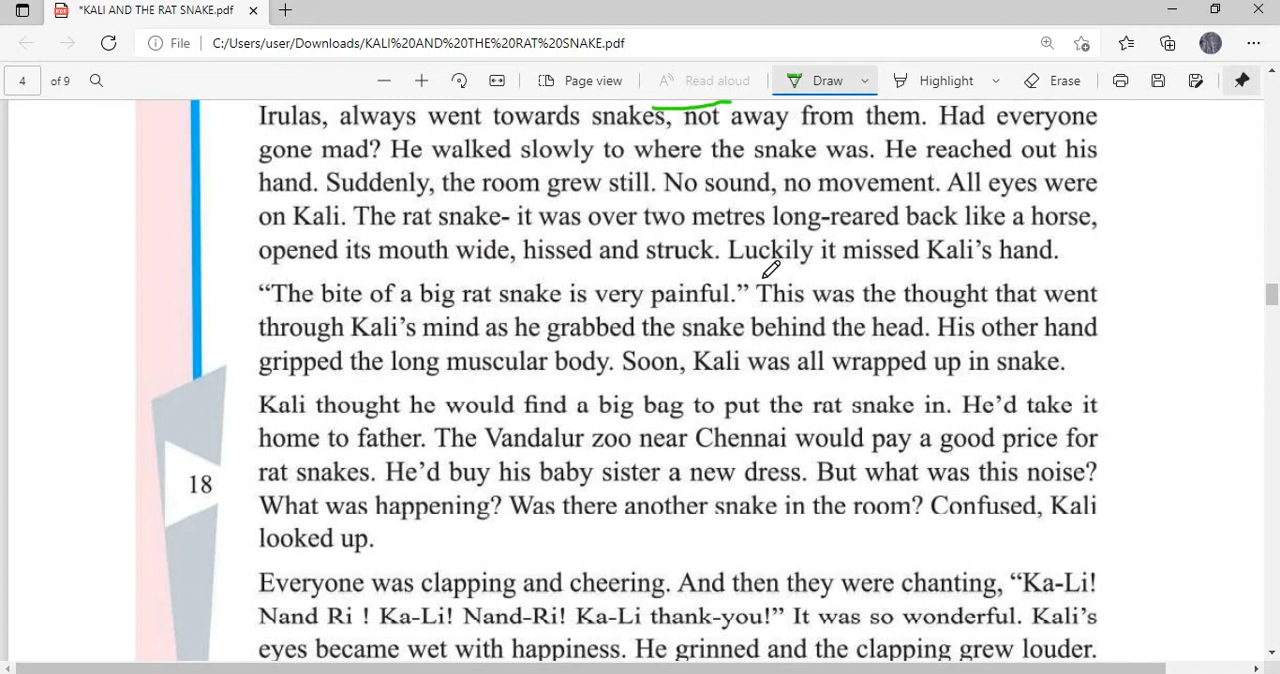 *KALI AND THE RAT SNAKE.pdf
File C:/Users/user/Downloads/KALI%20AND%20THE%20RAT%20SNAKE.pdf
4 of 9 Page view Read aloud Draw Highlight Erase
Irulas, always went towards snakes, not away from them. Had everyone
gone mad? He walked slowly to where the snake was. He reached out his
hand. Suddenly, the room grew still. No sound, no movement. All eyes were
on Kali. The rat snake- it was over two metres long-reared back like a horse,
opened its mouth wide, hissed and struck. Luckily it missed Kali’s hand.
“The bite of a big rat snake is very painful.” This was the thought that went
through Kali’s mind as he grabbed the snake behind the head. His other hand
gripped the long muscular body. Soon, Kali was all wrapped up in snake.
Kali thought he would find a big bag to put the rat snake in. He’d take it
home to father. The Vandalur zoo near Chennai would pay a good price for
rat snakes. He’d buy his baby sister a new dress. But what was this noise?
18
What was happening? Was there another snake in the room? Confused, Kali
looked up.
Everyone was clapping and cheering. And then they were chanting, “Ka-Li!
Nand Ri ! Ka-Li! Nand-Ri! Ka-Li thank-you!” It was so wonderful. Kali’s
eyes became wet with happiness. He grinned and the clapping grew louder.